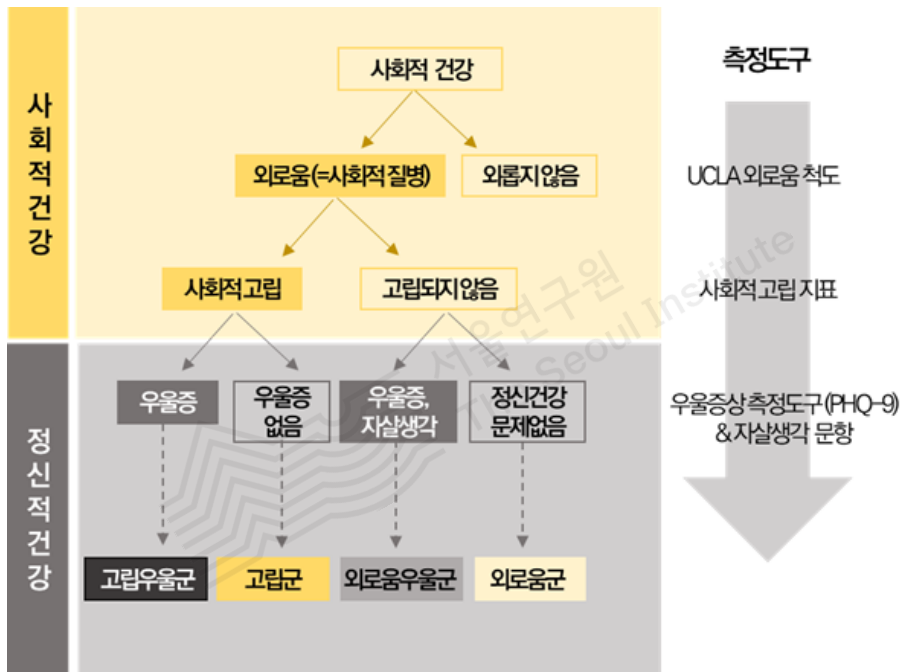 사회적건강
사회적 건강
측정도구
외로움(=사회적질병)
외롭지않음
UCLA 외로움 척도
사회적고립
고립되지않음
사회적고립 지표
서울연구원
The Seoul Institute
정신적건강
우울증
우울증
없음
우울증,
자살생각
정신건강
문제없음
우울증상 측정도구(PHQ-9)
& 자살생각 문항
고립우울군
고립군
외로움우울군
외로움군